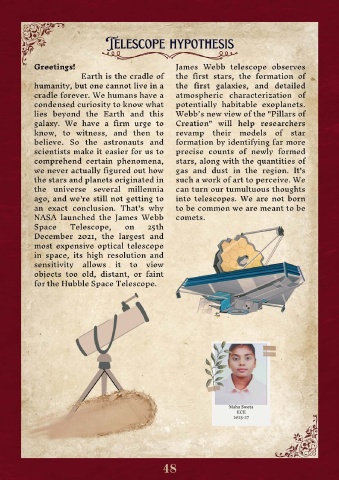 TELESCOPE HYPOTHESIS
Greetings!
Earth is the cradle of
humanity, but one cannot live in a
cradle forever. We humans have a
condensed curiosity to know what
lies beyond the Earth and this
galaxy. We have a firm urge to
know, to witness, and then to
believe. So the astronauts and
scientists make it easier for us to
comprehend certain phenomena,
we never actually figured out how
the stars and planets originated in
the universe several millennia
ago, and we're still not getting to
an exact conclusion. That's why
NASA launched the James Webb
Space Telescope, on 25th
December 2021, the largest and
most expensive optical telescope
in space, its high resolution and
sensitivity allows it to view
objects too old, distant, or faint
for the Hubble Space Telescope.
James Webb telescope observes
the first stars, the formation of
the first galaxies, and detailed
atmospheric characterization of
potentially habitable exoplanets.
Webb's new view of the "Pillars of
Creation" will help researchers
revamp their models of star
formation by identifying far more
precise counts of newly formed
stars, along with the quantities of
gas and dust in the region. It's
such a work of art to perceive. We
can turn our tumultuous thoughts
into telescopes. We are not born
to be common we are meant to be
comets.
Maha Sweta
ECE
2023-27
48